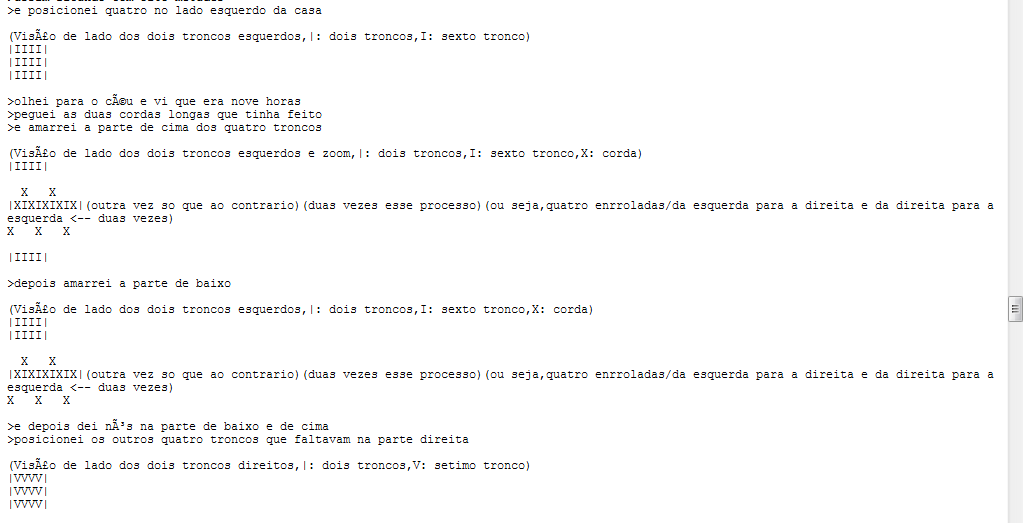 >e posicionei quatro no lado esquerdo da casa
(VisÃ£o de lado dos dois troncos esquerdos,|: dois troncos,I: sexto tronco)
|IIII|
|IIII|
|IIII|
>olhei para o cÃ©u e vi que era nove horas
>peguei as duas cordas longas que tinha feito
>e amarrei a parte de cima dos quatro troncos
(VisÃ£o de lado dos dois troncos esquerdos e zoom,|: dois troncos,I: sexto tronco,X: corda)
|IIII|
X   X
|XIXIXIXIX|(outra vez so que ao contrario)(duas vezes esse processo)(ou seja,quatro enrroladas/da esquerda para a direita e da direita para a
esquerda <-- duas vezes)
X   X   X
|IIII|
>depois amarrei a parte de baixo
(VisÃ£o de lado dos dois troncos esquerdos,|: dois troncos,I: sexto tronco,X: corda)
|IIII|
|IIII|
X   X
|XIXIXIXIX|(outra vez so que ao contrario)(duas vezes esse processo)(ou seja,quatro enrroladas/da esquerda para a direita e da direita para a
esquerda <-- duas vezes)
X   X   X
>e depois dei nÃ³s na parte de baixo e de cima
>posicionei os outros quatro troncos que faltavam na parte direita
(VisÃ£o de lado dos dois troncos direitos,|: dois troncos,V: setimo tronco)
|VVVV|
|VVVV|
|VVVV|